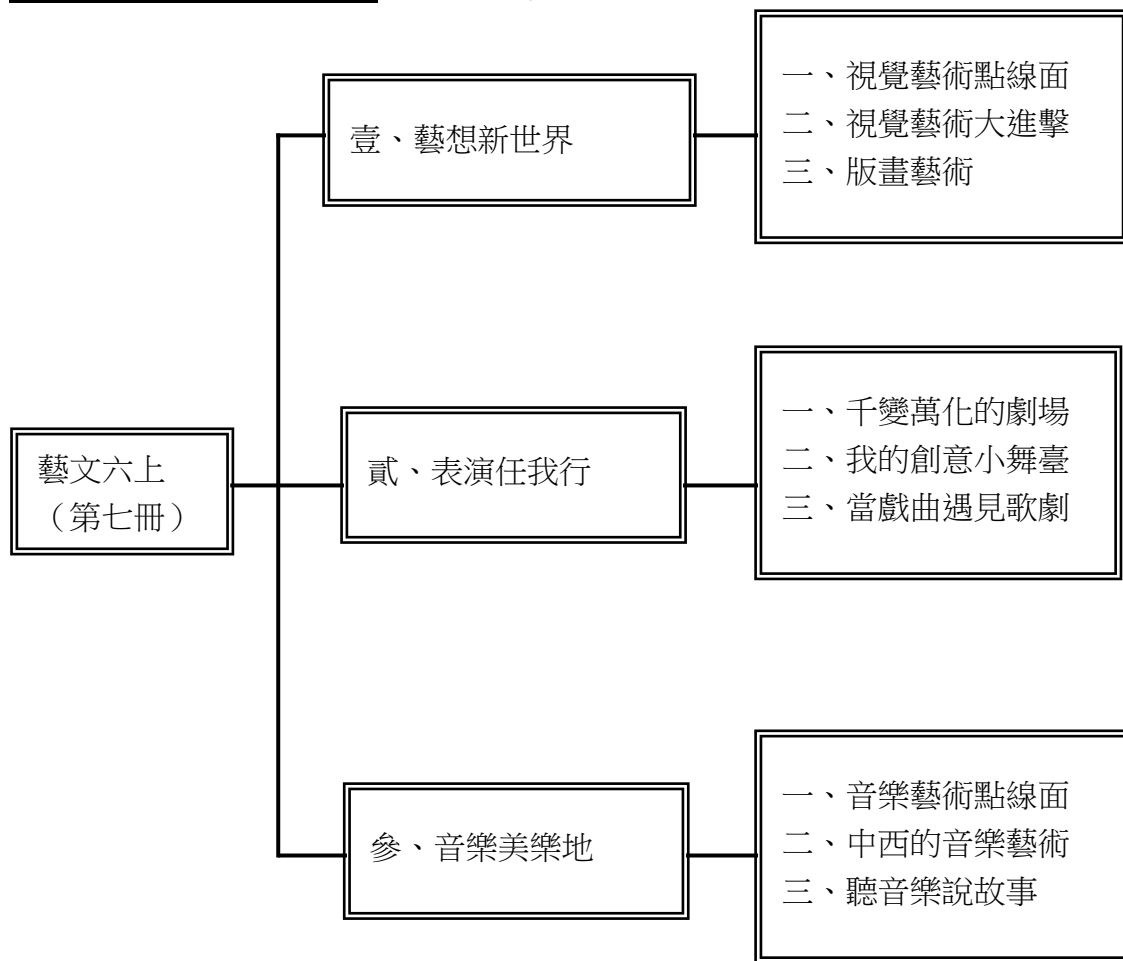 壹、藝想新世界
一、視覺藝術點線面
二、視覺藝術大進擊
三、版畫藝術
藝文六上
（第七冊）
貳、表演任我行
一、千變萬化的劇場
二、我的創意小舞臺
三、當戲曲遇見歌劇
參、音樂美樂地
一、音樂藝術點線面
二、中西的音樂藝術
三、聽音樂說故事